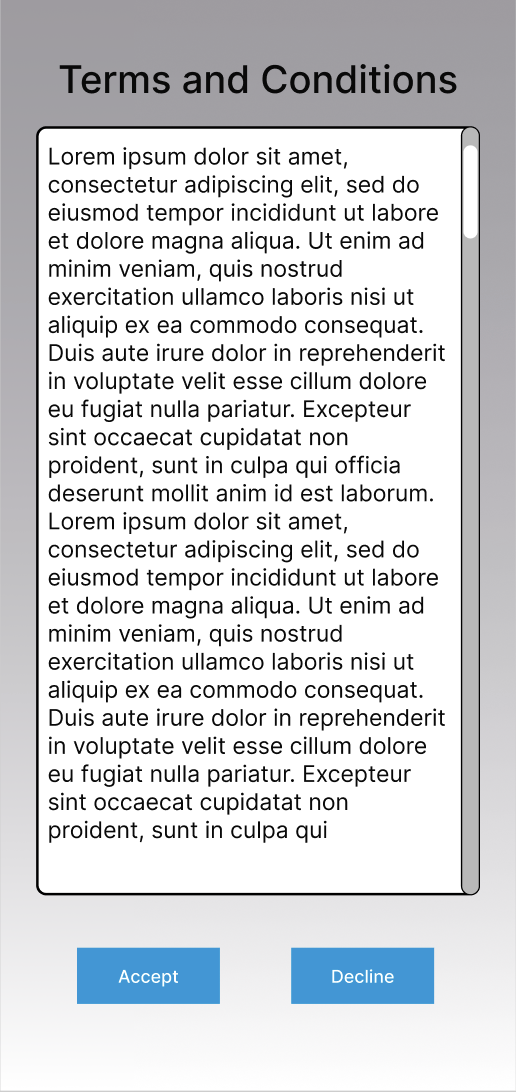 Terms and Conditions
Lorem ipsum dolor sit amet,
consectetur adipiscing elit, sed do
eiusmod tempor incididunt ut labore
et dolore magna aliqua. Ut enim ad
minim veniam, quis nostrud
exercitation ullamco laboris nisi ut
aliquip ex ea commodo consequat.
Duis aute irure dolor in reprehenderit
in voluptate velit esse cillum dolore
eu fugiat nulla pariatur. Excepteur
sint occaecat cupidatat non
proident, sunt in culpa qui officia
deserunt mollit anim id est laborum.
Lorem ipsum dolor sit amet,
consectetur adipiscing elit, sed do
eiusmod tempor incididunt ut labore
et dolore magna aliqua. Ut enim ad
minim veniam, quis nostrud
exercitation ullamco laboris nisi ut
aliquip ex ea commodo consequat.
Duis aute irure dolor in reprehenderit
in voluptate velit esse cillum dolore
eu fugiat nulla pariatur. Excepteur
sint occaecat cupidatat non
proident, sunt in culpa qui
Accept
Decline